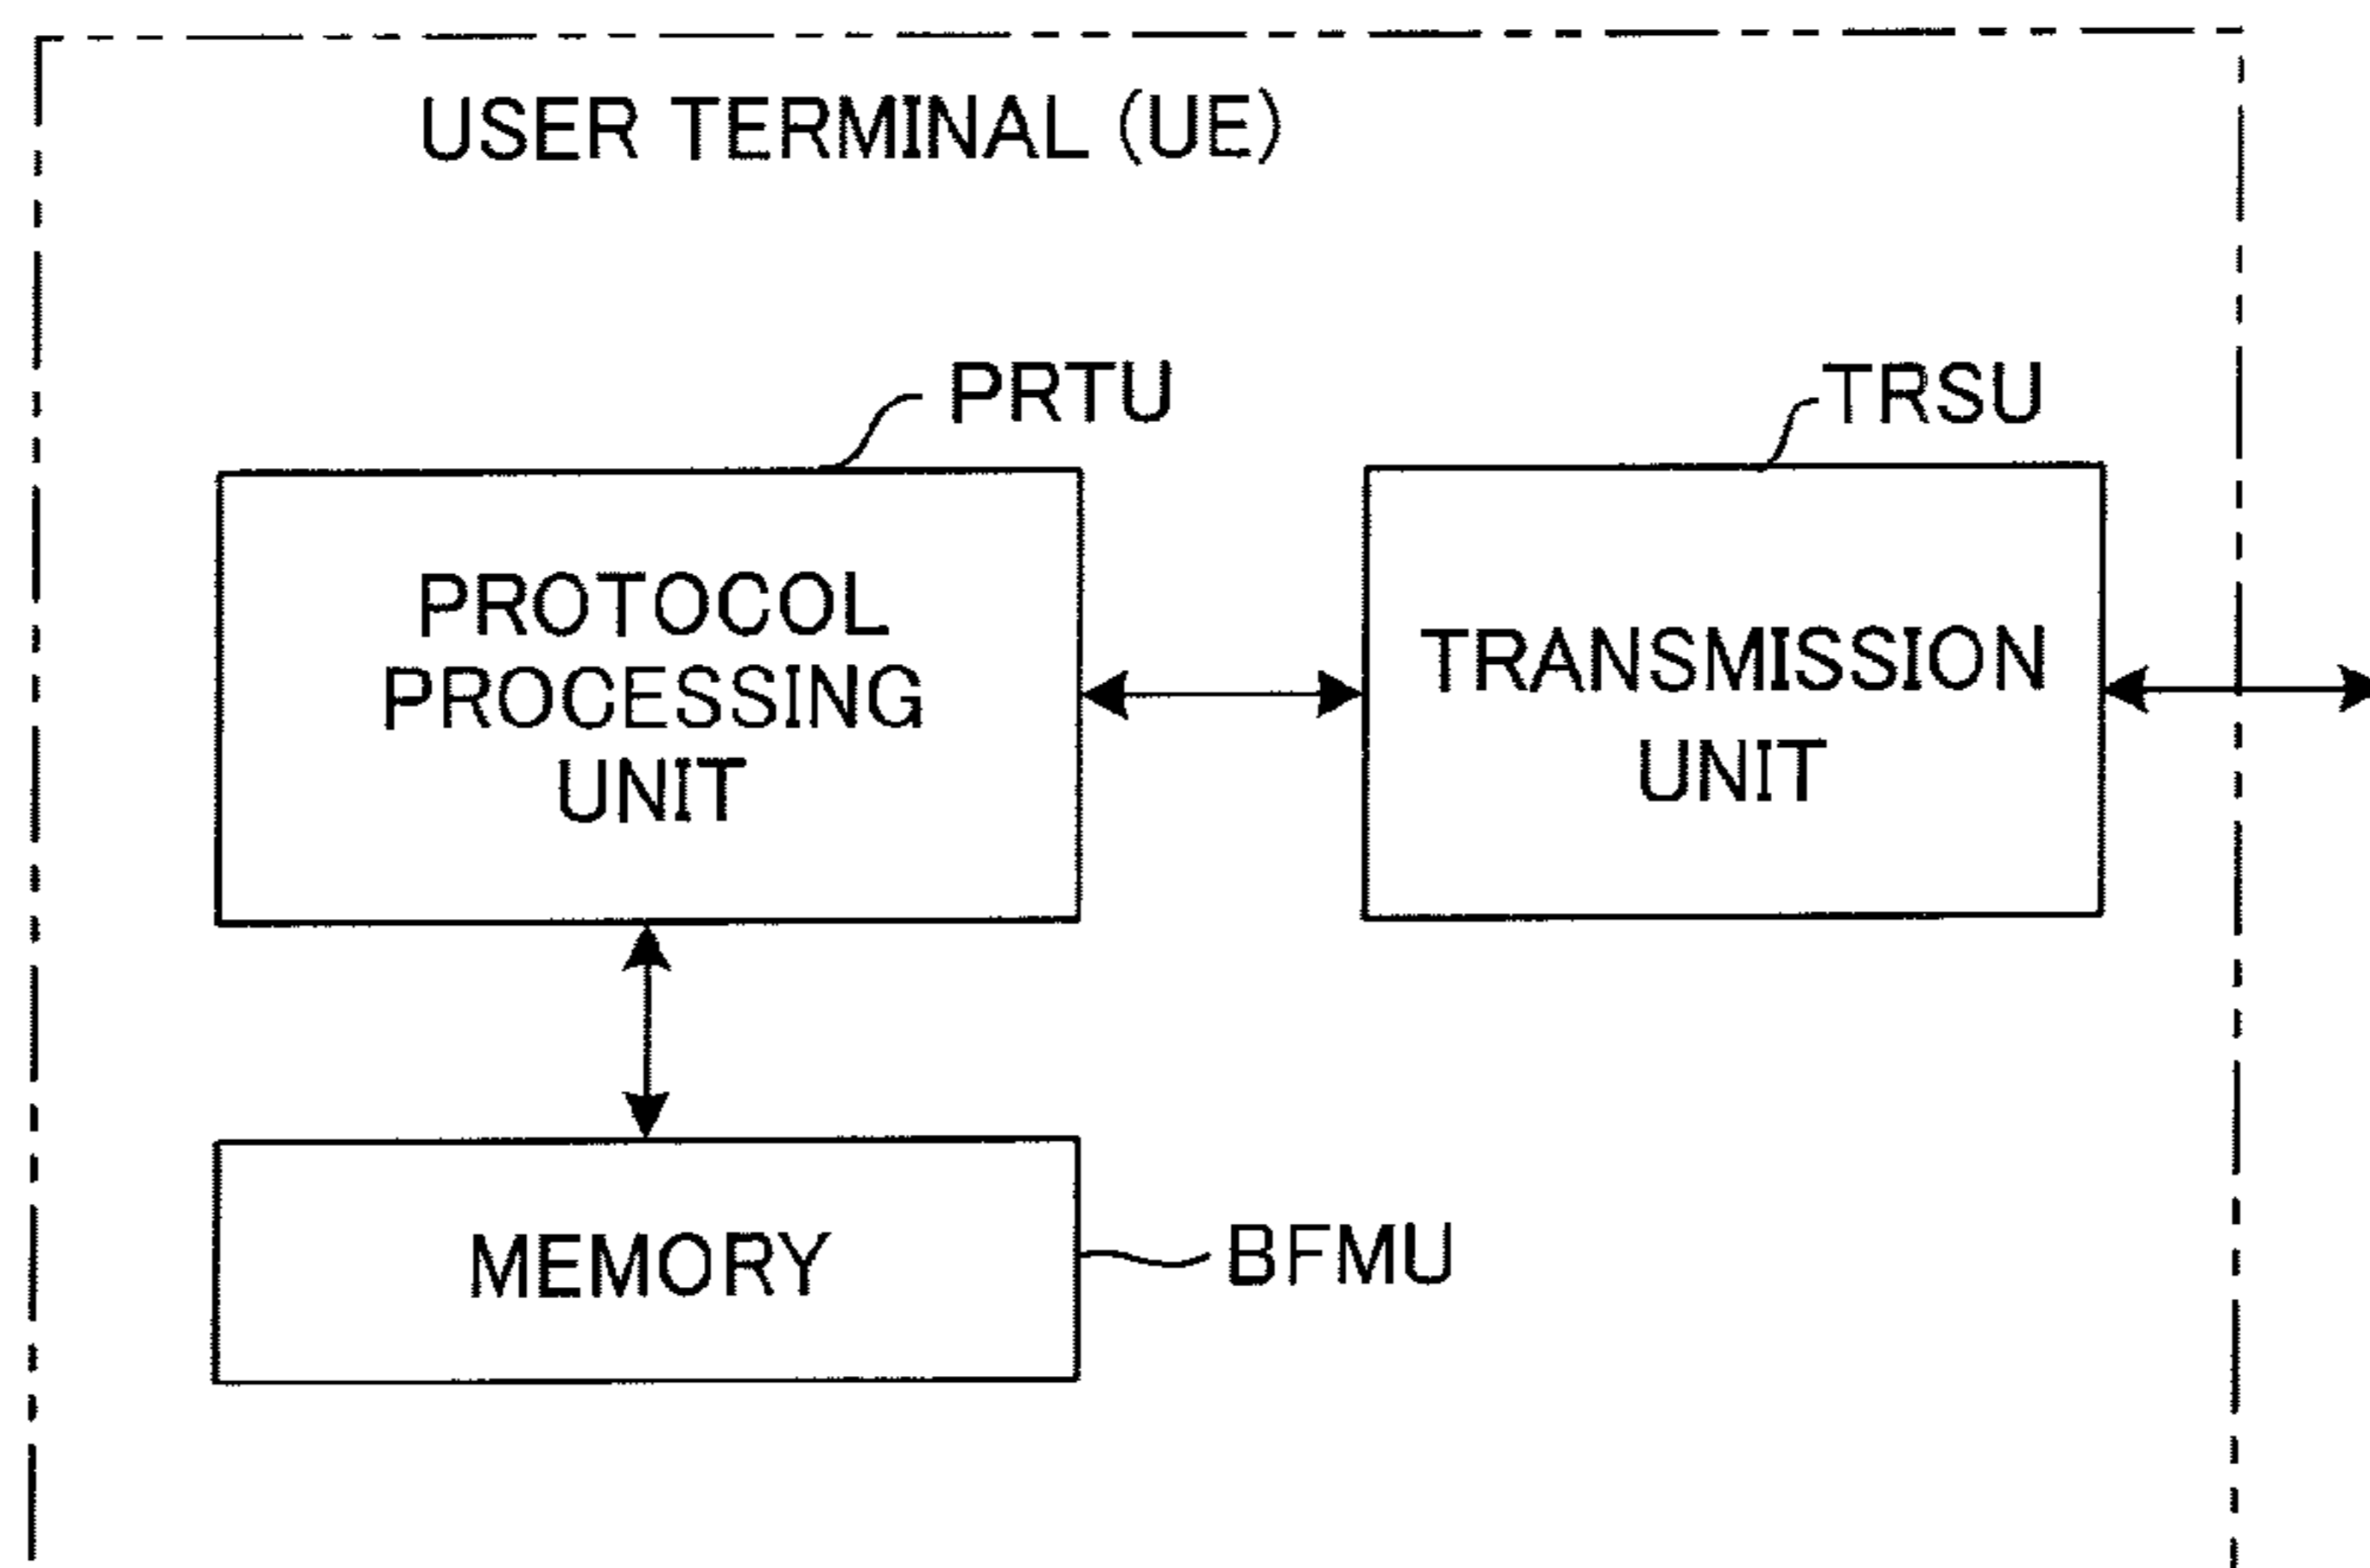 USER TERMINAL (UE)
PRTU
TRSU
PROTOCOL
PROCESSING
UNIT
TRANSMISSION
UNIT
MEMORY
BFMU